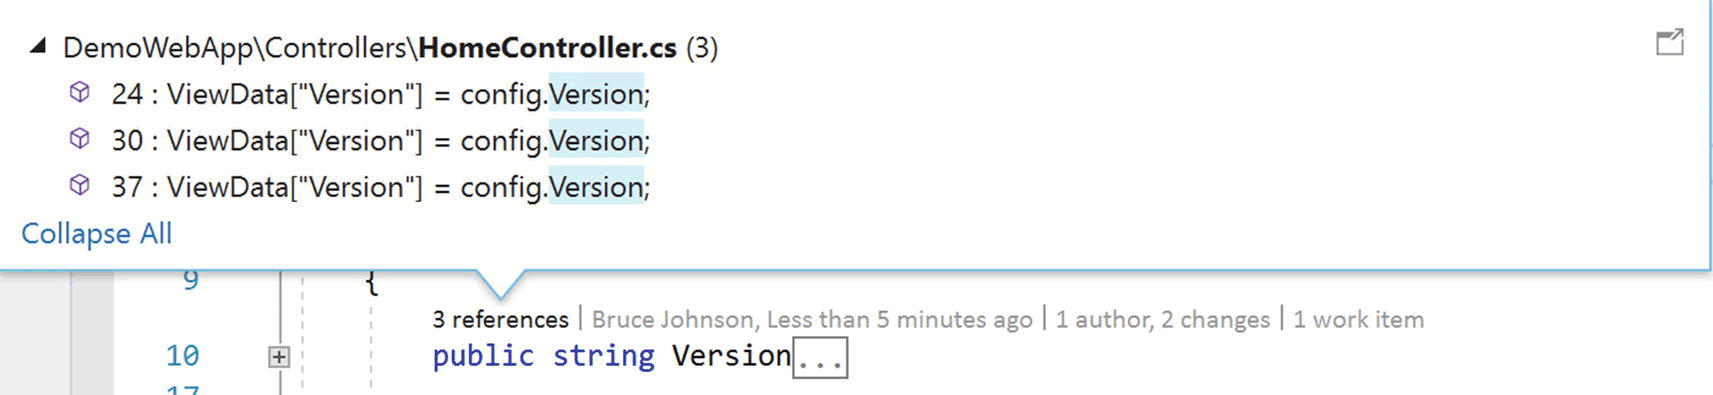 DemoWebApp\Controllers\HomeController.cs (3)
24 : ViewData["Version"] = config.Version;
30 : ViewData["Version"] = config.Version;
37 : ViewData["Version"] = config.Version;
Collapse All
9 {
3 references | Bruce Johnson, Less than 5 minutes ago | 1 author, 2 changes | 1 work item
10 public string Version...
17